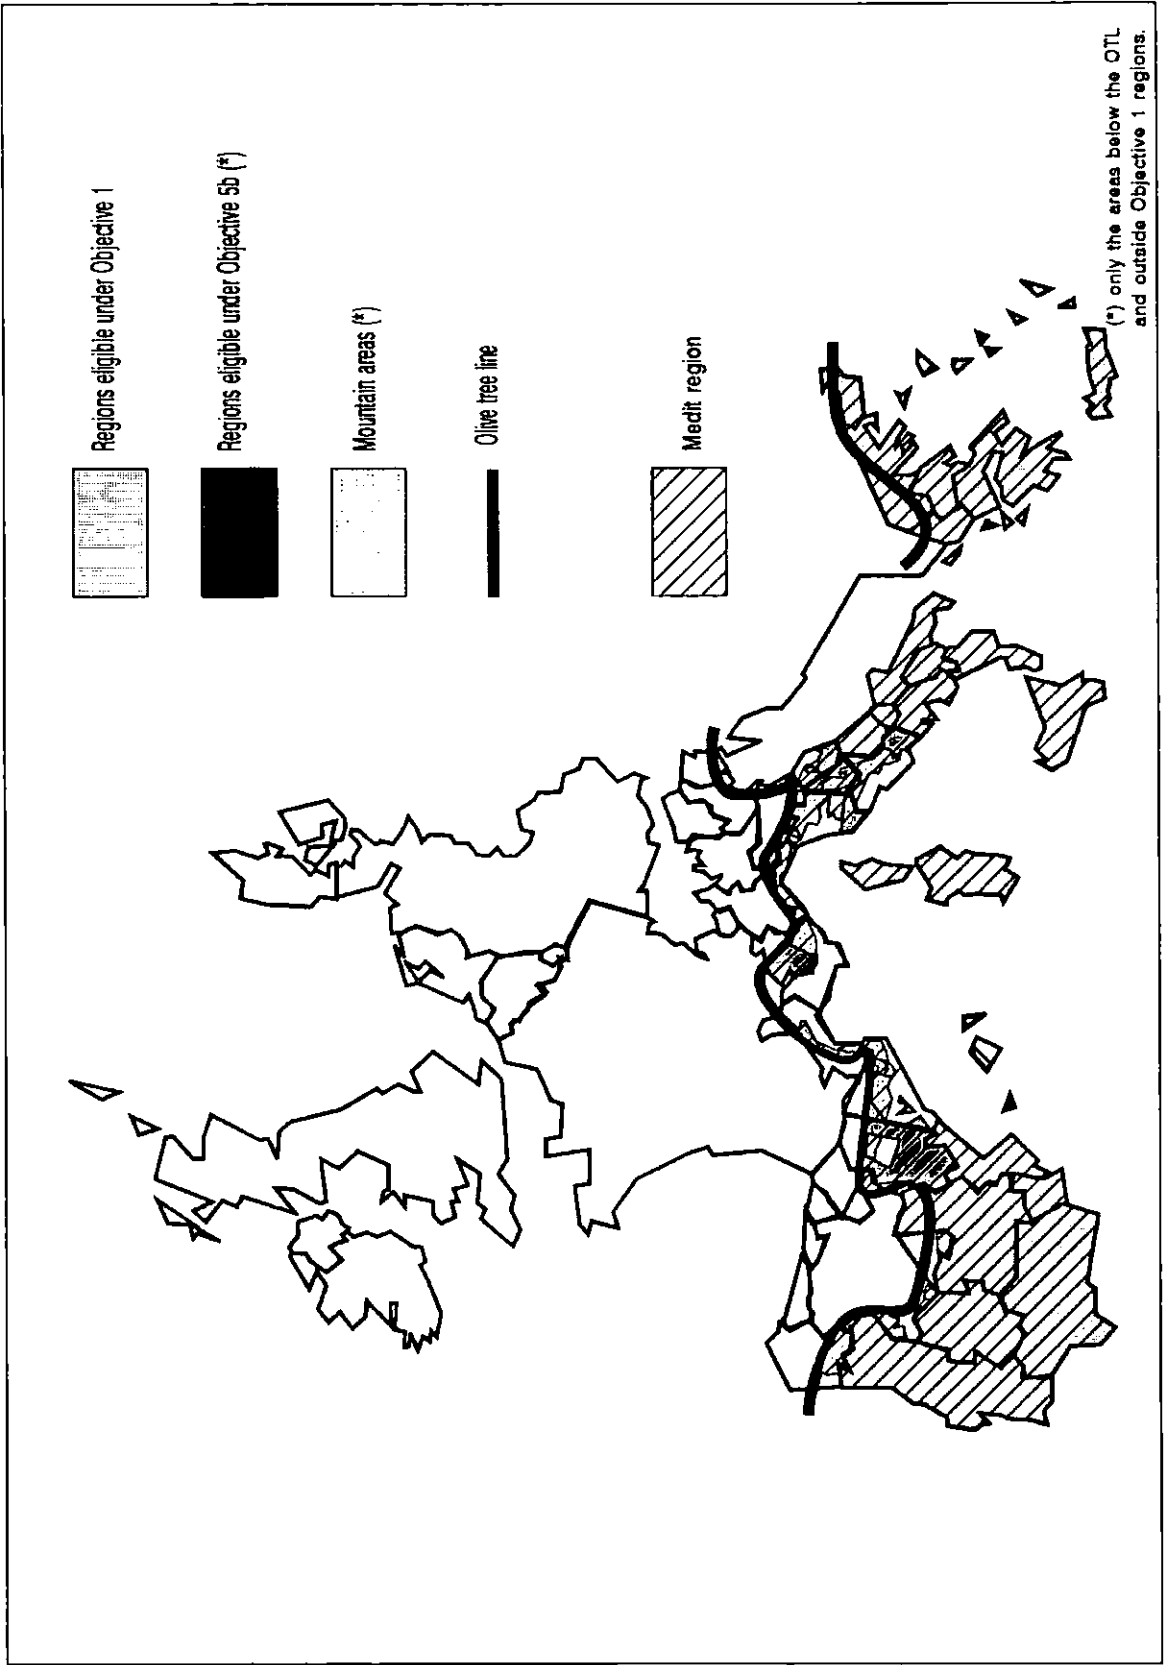 Regions eligible under Objective 1
Regions eligible under Objective 5b (*)
Mountain areas (*)
Olive tree line
Medit region
(*) only the areas below the OTL
and outside Objective 1 regions.